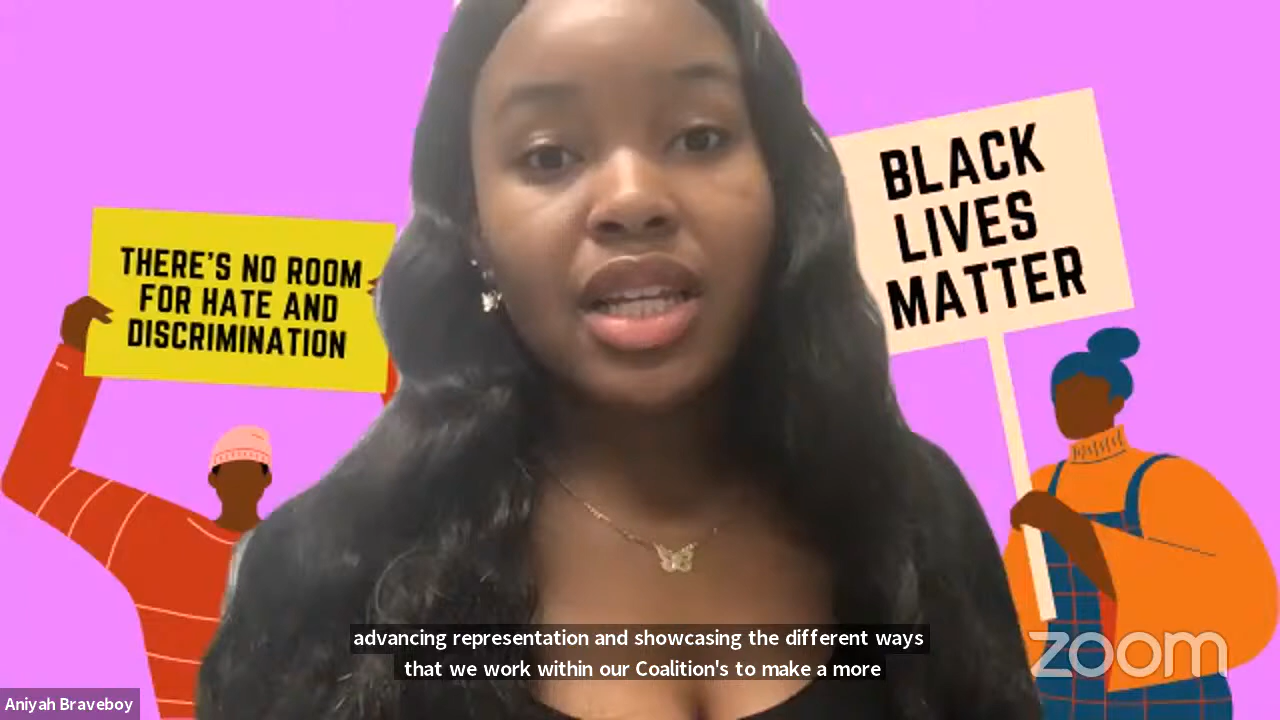 THERE'S NO ROOM
FOR HATE AND
DISCRIMINATION
BLACK
LIVES
MATTER
advancing representation and showcasing the different ways
that we work within our Coalition's to make a more
zoom
Aniyah Braveboy